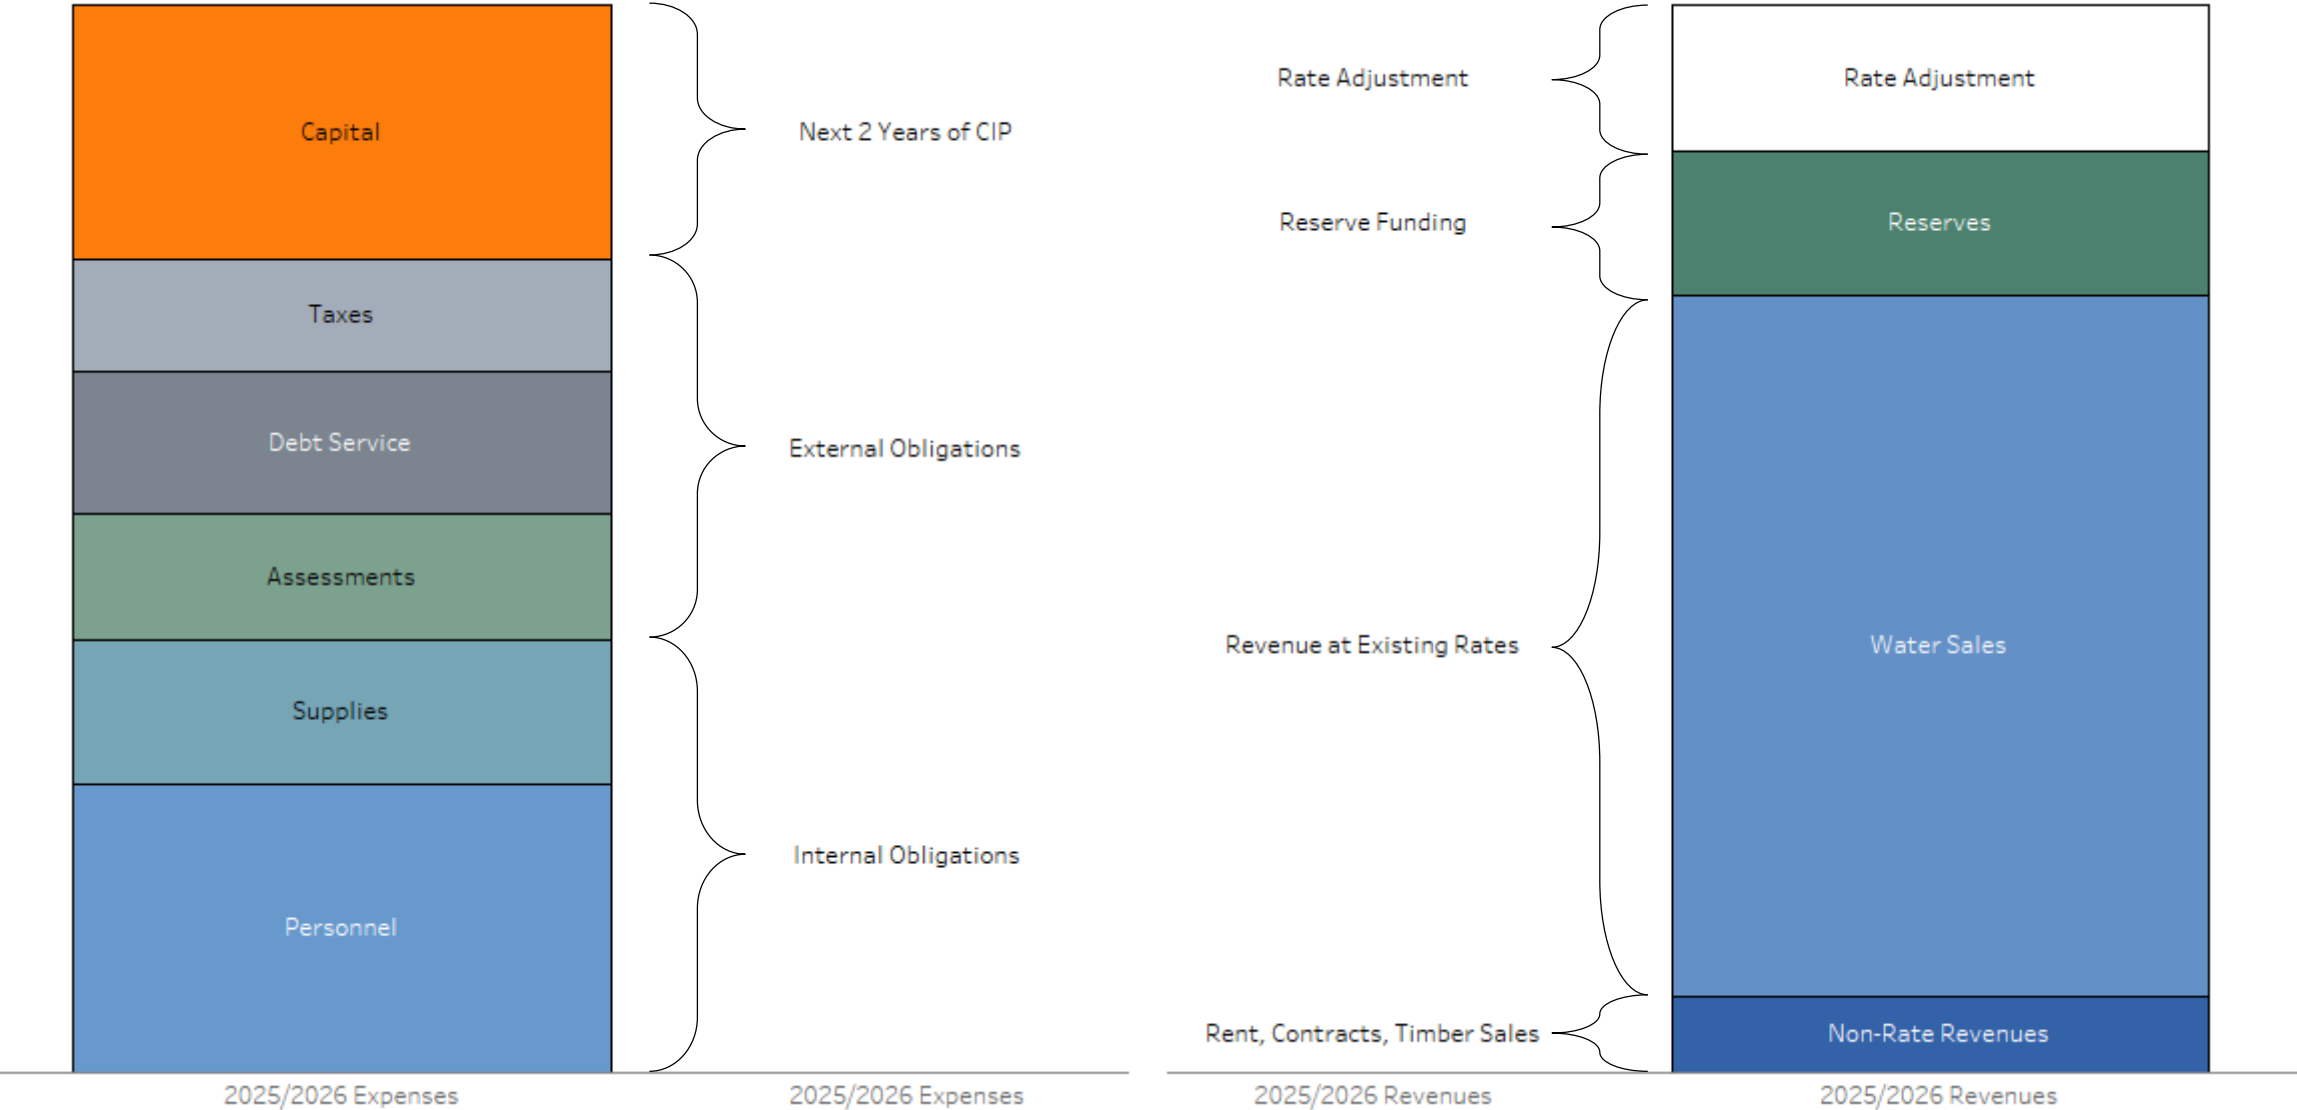 Capital
Next 2 Years of CIP
Taxes
Debt Service
External Obligations
Assessments
Supplies
Internal Obligations
Personnel
2025/2026 Expenses
2025/2026 Expenses
Rate Adjustment
Rate Adjustment
Reserve Funding
Reserves
Revenue at Existing Rates
Water Sales
Rent, Contracts, Timber Sales
Non-Rate Revenues
2025/2026 Revenues
2025/2026 Revenues